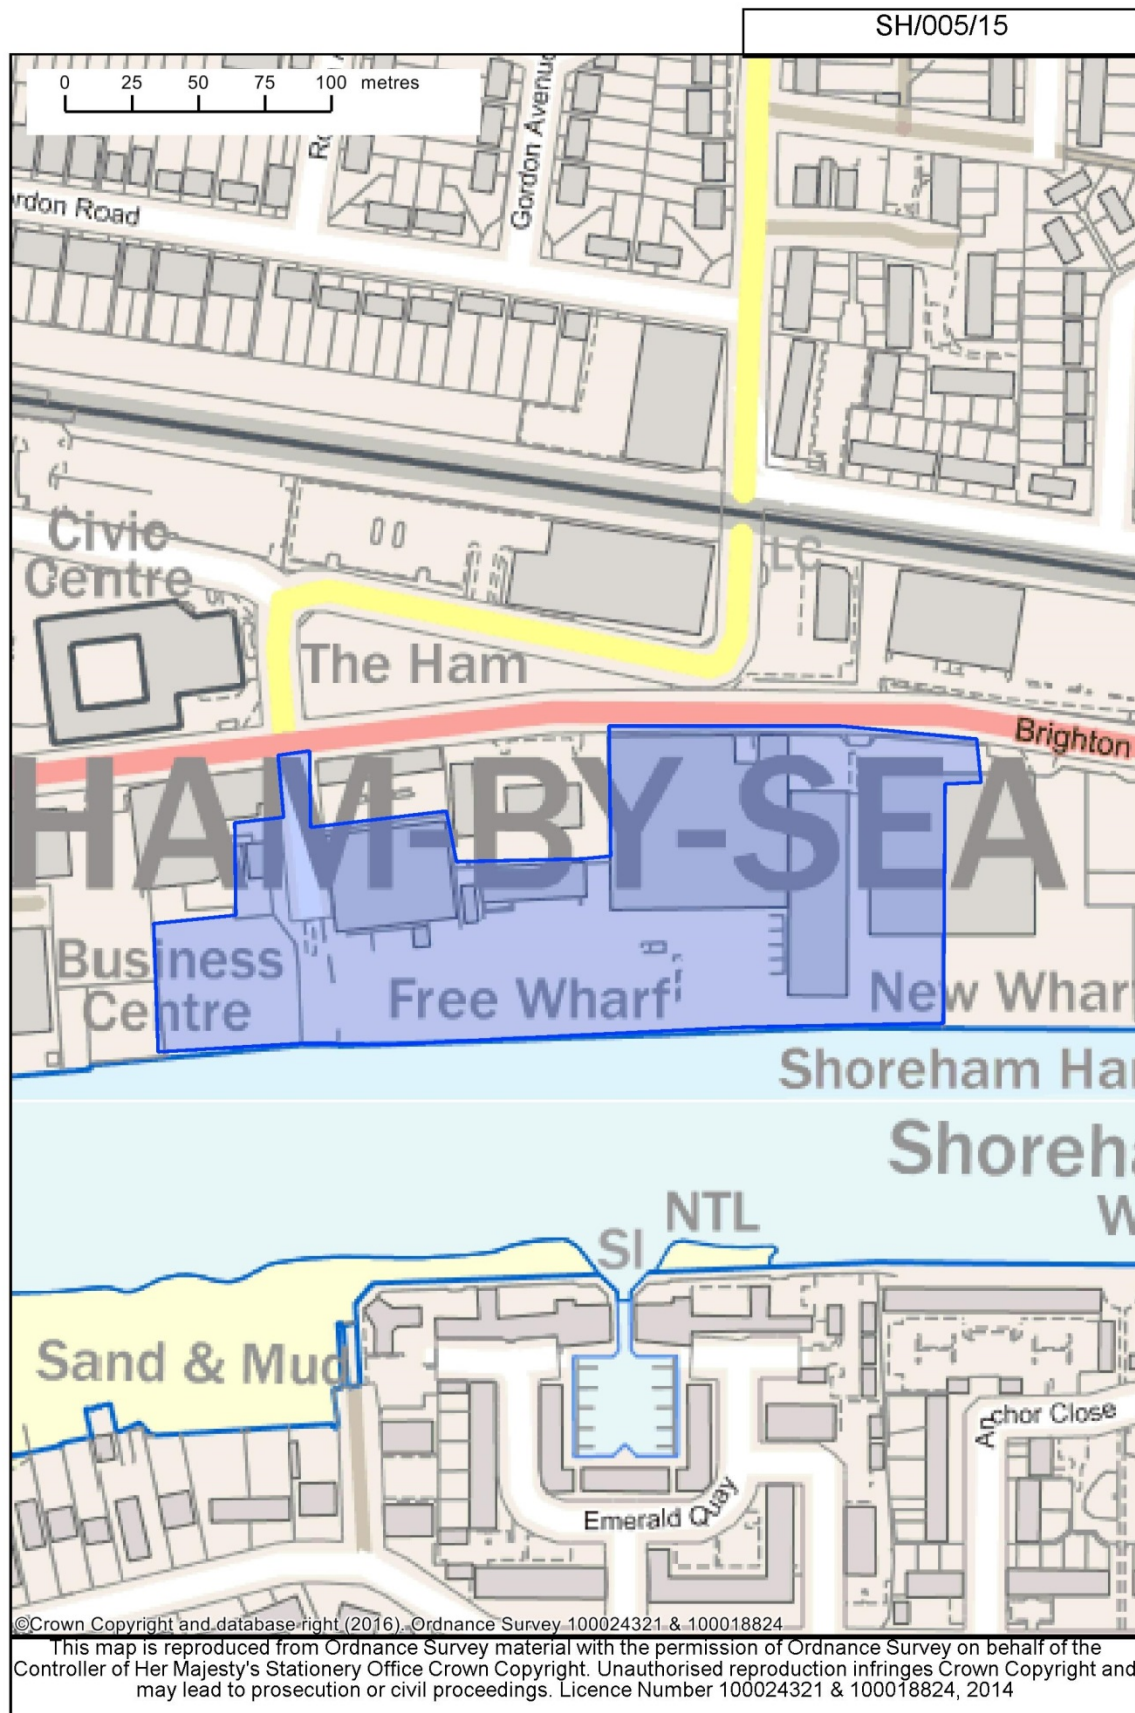 SH/005/15
0 25 50 75 100 metres
Gordon Avenue
rdon Road
Civic
Centre
LC
The Ham
Brighton
HAM-BY-SEA
Business
Centre
Free Wharf
New Whar
Shoreham Har
Shoreha
W
NTL
SI
Sand & Mud
Anchor Close
Emerald Quay
©Crown Copyright and database right (2016). Ordnance Survey 100024321 & 100018824
This map is reproduced from Ordnance Survey material with the permission of Ordnance Survey on behalf of the
Controller of Her Majesty's Stationery Office Crown Copyright. Unauthorised reproduction infringes Crown Copyright and
may lead to prosecution or civil proceedings. Licence Number 100024321 & 100018824, 2014